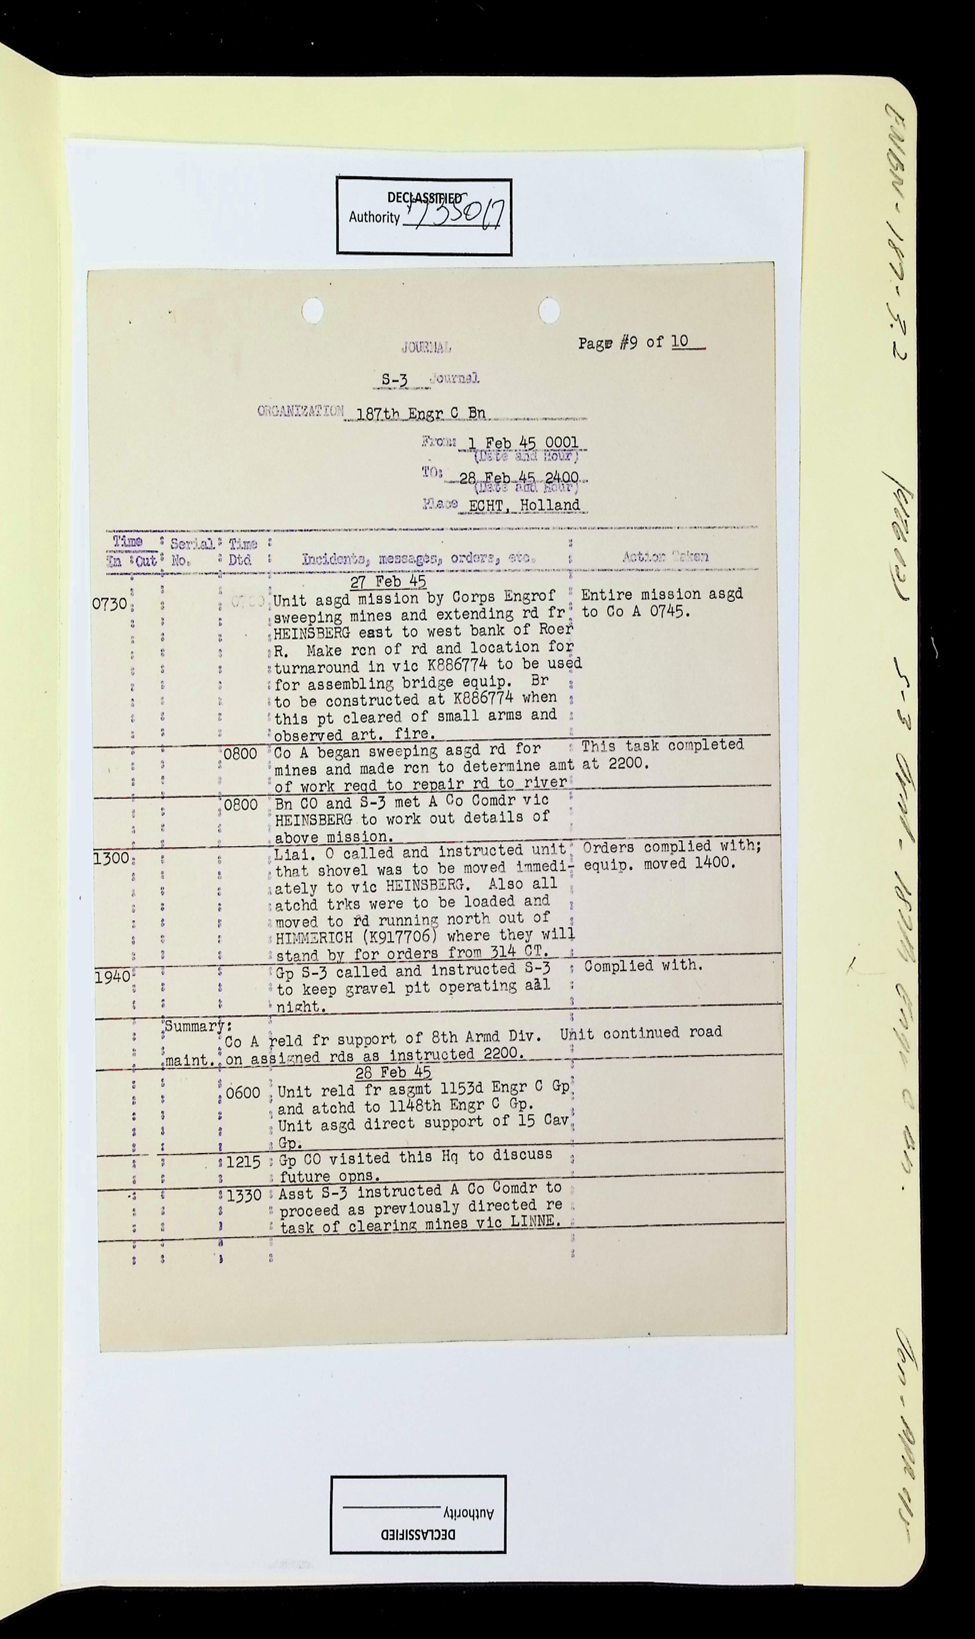 DECLASSIFIED
Authority 735017
JOURNAL
Page #9 of 10
S-3 Journal
ORGANIZATION 187th Engr C Bn
From: 1 Feb 45 0001
(Date and Hour)
TO: 28 Feb 45 2400
(Date and Hour)
Place ECHT, Holland
Time Serial Time
In Out No. Dtd Incidents, messages, orders, etc. Action Taken
27 Feb 45
0730 Unit asgd mission by Corps Engrof Entire mission asgd
sweeping mines and extending rd fr to Co A 0745.
HEINSBERG east to west bank of Roer
R. Make rcn of rd and location for
turnaround in vic K886774 to be used
for assembling bridge equip. Br
to be constructed at K886774 when
this pt cleared of small arms and
observed art. fire.
0800 Co A began sweeping asgd rd for This task completed
mines and made rcn to determine amt at 2200.
of work reqd to repair rd to river
0800 Bn CO and S-3 met A Co Comdr vic
HEINSBERG to work out details of
above mission.
1300 Liai. O called and instructed unit Orders complied with;
that shovel was to be moved immedi- equip. moved 1400.
ately to vic HEINSBERG. Also all
atchd trks were to be loaded and
moved to rd running north out of
HIMMERICH (K917706) where they will
stand by for orders from 314 CT.
1940 Gp S-3 called and instructed S-3 Complied with.
to keep gravel pit operating all
night.
Summary:
Co A reld fr support of 8th Armd Div. Unit continued road
maint. on assigned rds as instructed 2200.
28 Feb 45
0600 Unit reld fr asgmt 1153d Engr C Gp
and atchd to 1148th Engr C Gp.
Unit asgd direct support of 15 Cav
Gp.
1215 Gp CO visited this Hq to discuss
future opns.
1330 Asst S-3 instructed A Co Comdr to
proceed as previously directed re
task of clearing mines vic LINNE.
DECLASSIFIED
Authority
ENBN-187-3.2 S-3 Jrnl - 187th Engr C Bn. Jan-Apr 45